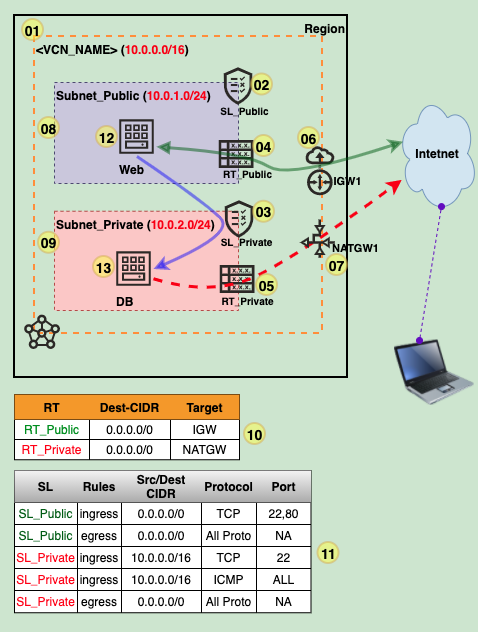 01
Region
<VCN_NAME> (10.0.0.0/16)
Subnet_Public (10.0.1.0/24)
02
SL_Public
08
12
Web
04
RT_Public
06
IGW1
Internet
Subnet_Private (10.0.2.0/24)
03
SL_Private
09
13
DB
05
RT_Private
NATGW1
07
RT Dest-CIDR Target
RT_Public 0.0.0.0/0 IGW
RT_Private 0.0.0.0/0 NATGW
10
SL Rules Src/Dest CIDR Protocol Port
SL_Public ingress 0.0.0.0/0 TCP 22,80
SL_Public egress 0.0.0.0/0 All Proto NA
SL_Private ingress 10.0.0.0/16 TCP 22
SL_Private ingress 10.0.0.0/16 ICMP ALL
SL_Private egress 0.0.0.0/0 All Proto NA
11